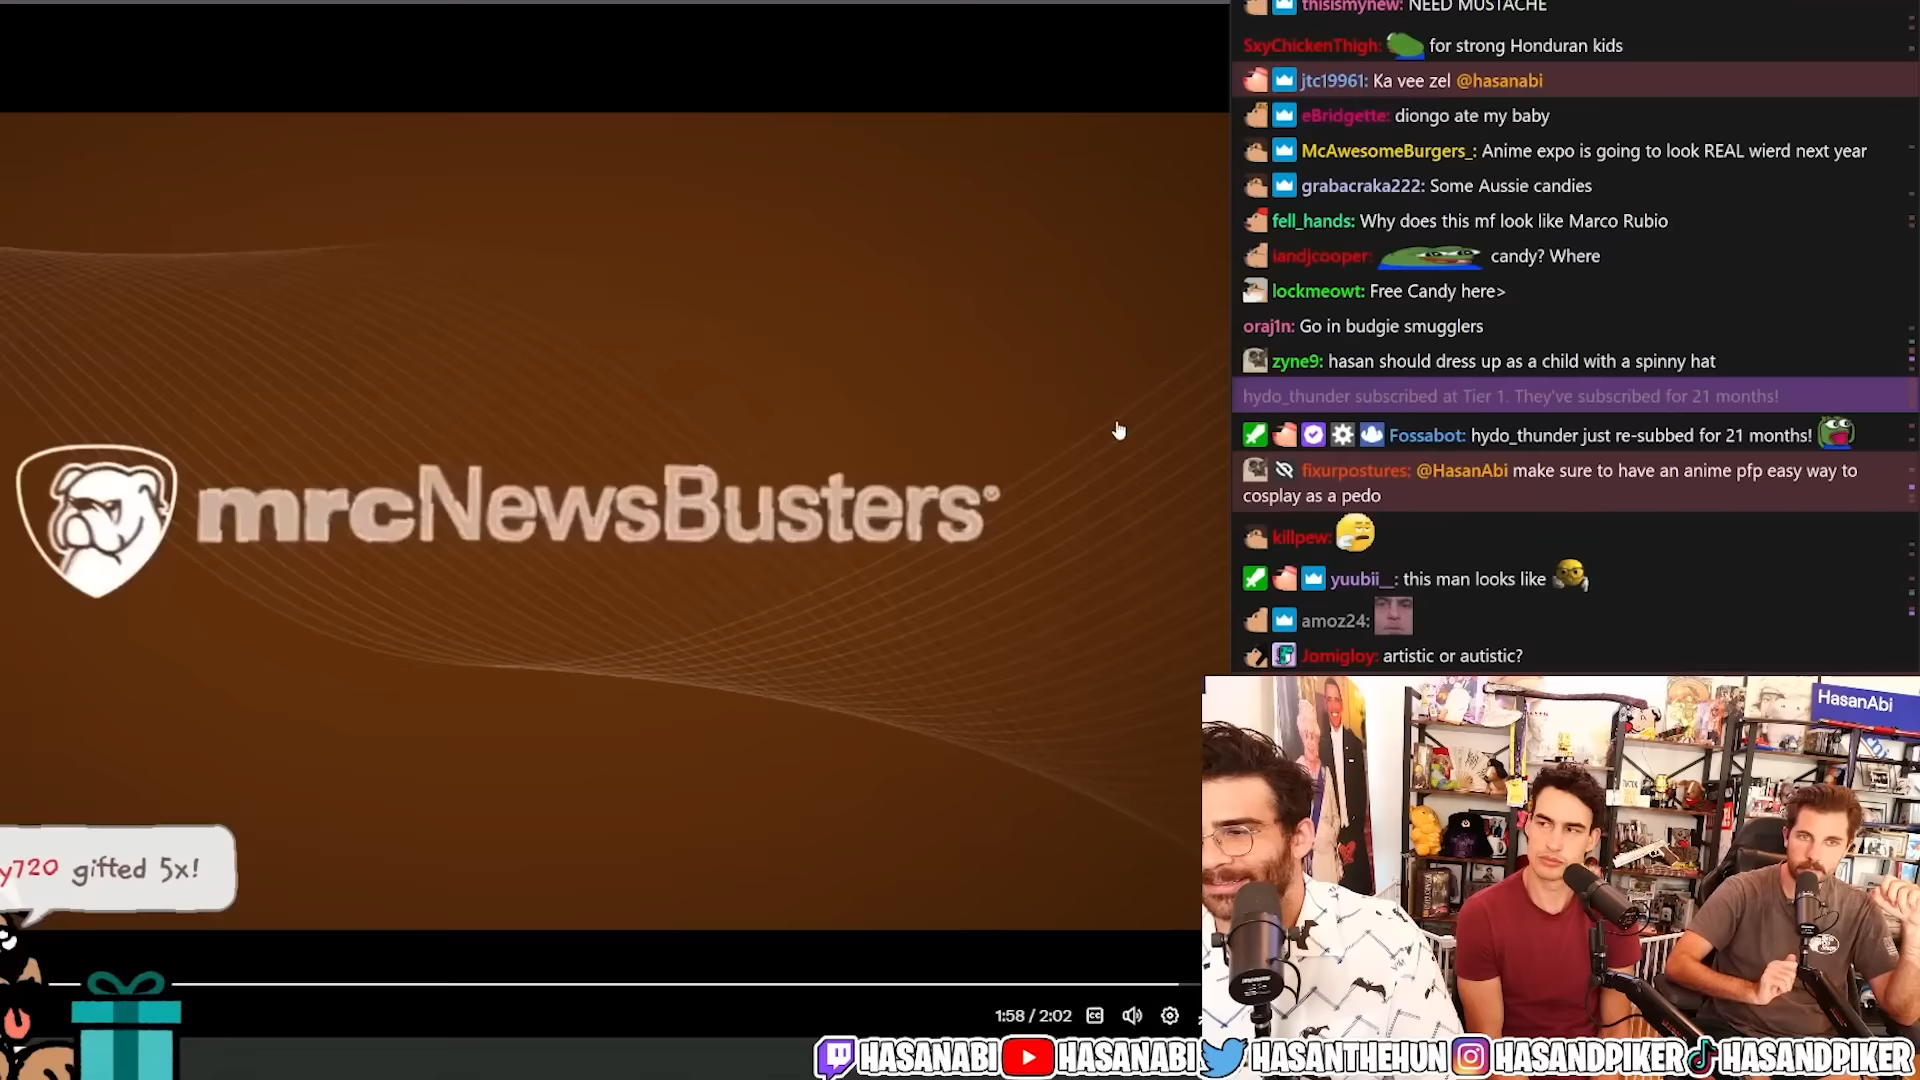 thisismynew: NEED MUSTACHE
SxyChickenThigh: for strong Honduran kids
jtc19961: Ka vee zel @hasanabi
eBridgette: diongo ate my baby
McAwesomeBurgers_: Anime expo is going to look REAL wierd next year
grabacraka222: Some Aussie candies
fell_hands: Why does this mf look like Marco Rubio
iandjcooper: candy? Where
lockmeowt: Free Candy here>
oraj1n: Go in budgie smugglers
zyne9: hasan should dress up as a child with a spinny hat
hydo_thunder subscribed at Tier 1. They've subscribed for 21 months!
Fossabot: hydo_thunder just re-subbed for 21 months!
fixurpostures: @HasanAbi make sure to have an anime pfp easy way to
cosplay as a pedo
killpew:
yuubii__: this man looks like
amoz24:
Jomigloy: artistic or autistic?
mrcNewsBusters
HasanAbi
y720 gifted 5x!
1:58 / 2:02
CC
HASANABI HASANABI HASANTHEHUN HASANDPIKER HASANDPIKER